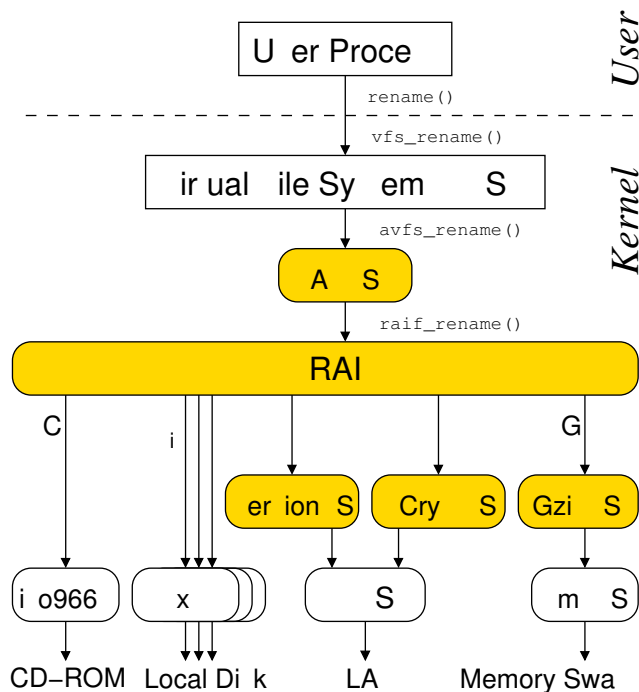 U er Proce
User
rename()
vfs_rename()
ir ual ile Sy em S
Kernel
avfs_rename()
A S
raif_rename()
RAI
C
i
G
er ion S
Cry S
Gzi S
i o966
x
S
m S
CD–ROM
Local Di k
LA
Memory Swa